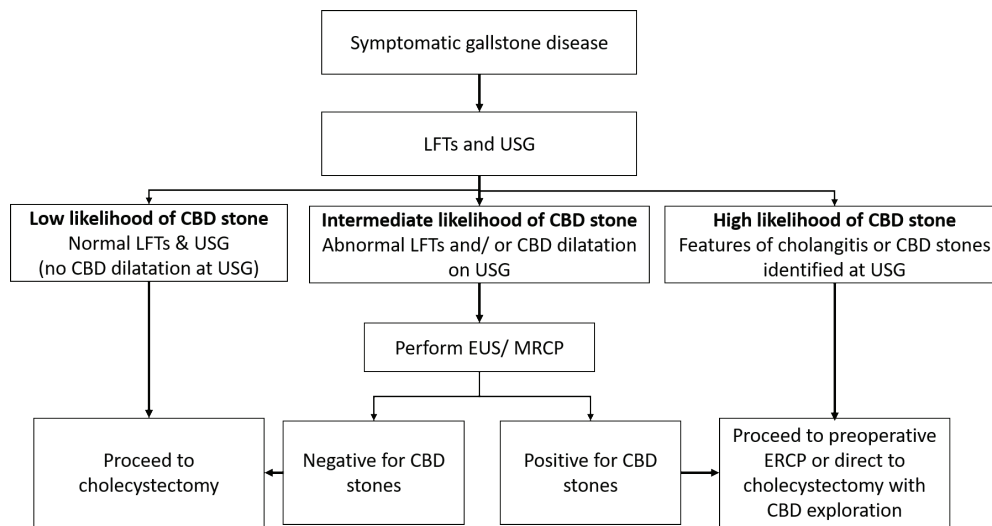 Symptomatic gallstone disease
LFTs and USG
Low likelihood of CBD stone
Normal LFTs & USG
(no CBD dilatation at USG)
Intermediate likelihood of CBD stone
Abnormal LFTs and/ or CBD dilatation
on USG
High likelihood of CBD stone
Features of cholangitis or CBD stones
identified at USG
Perform EUS/ MRCP
Proceed to
cholecystectomy
Negative for CBD
stones
Positive for CBD
stones
Proceed to preoperative
ERCP or direct to
cholecystectomy with
CBD exploration